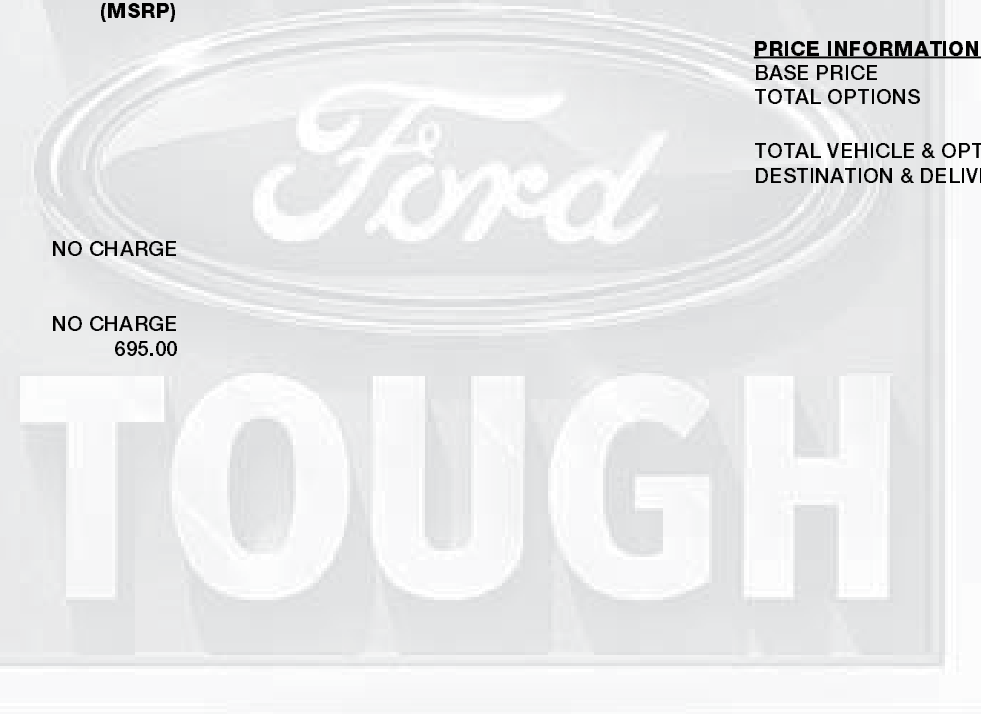 (MSRP)
PRICE INFORMATION
BASE PRICE
TOTAL OPTIONS
TOTAL VEHICLE & OPT
DESTINATION & DELIV
NO CHARGE
NO CHARGE
695.00
Ford
TOUGH